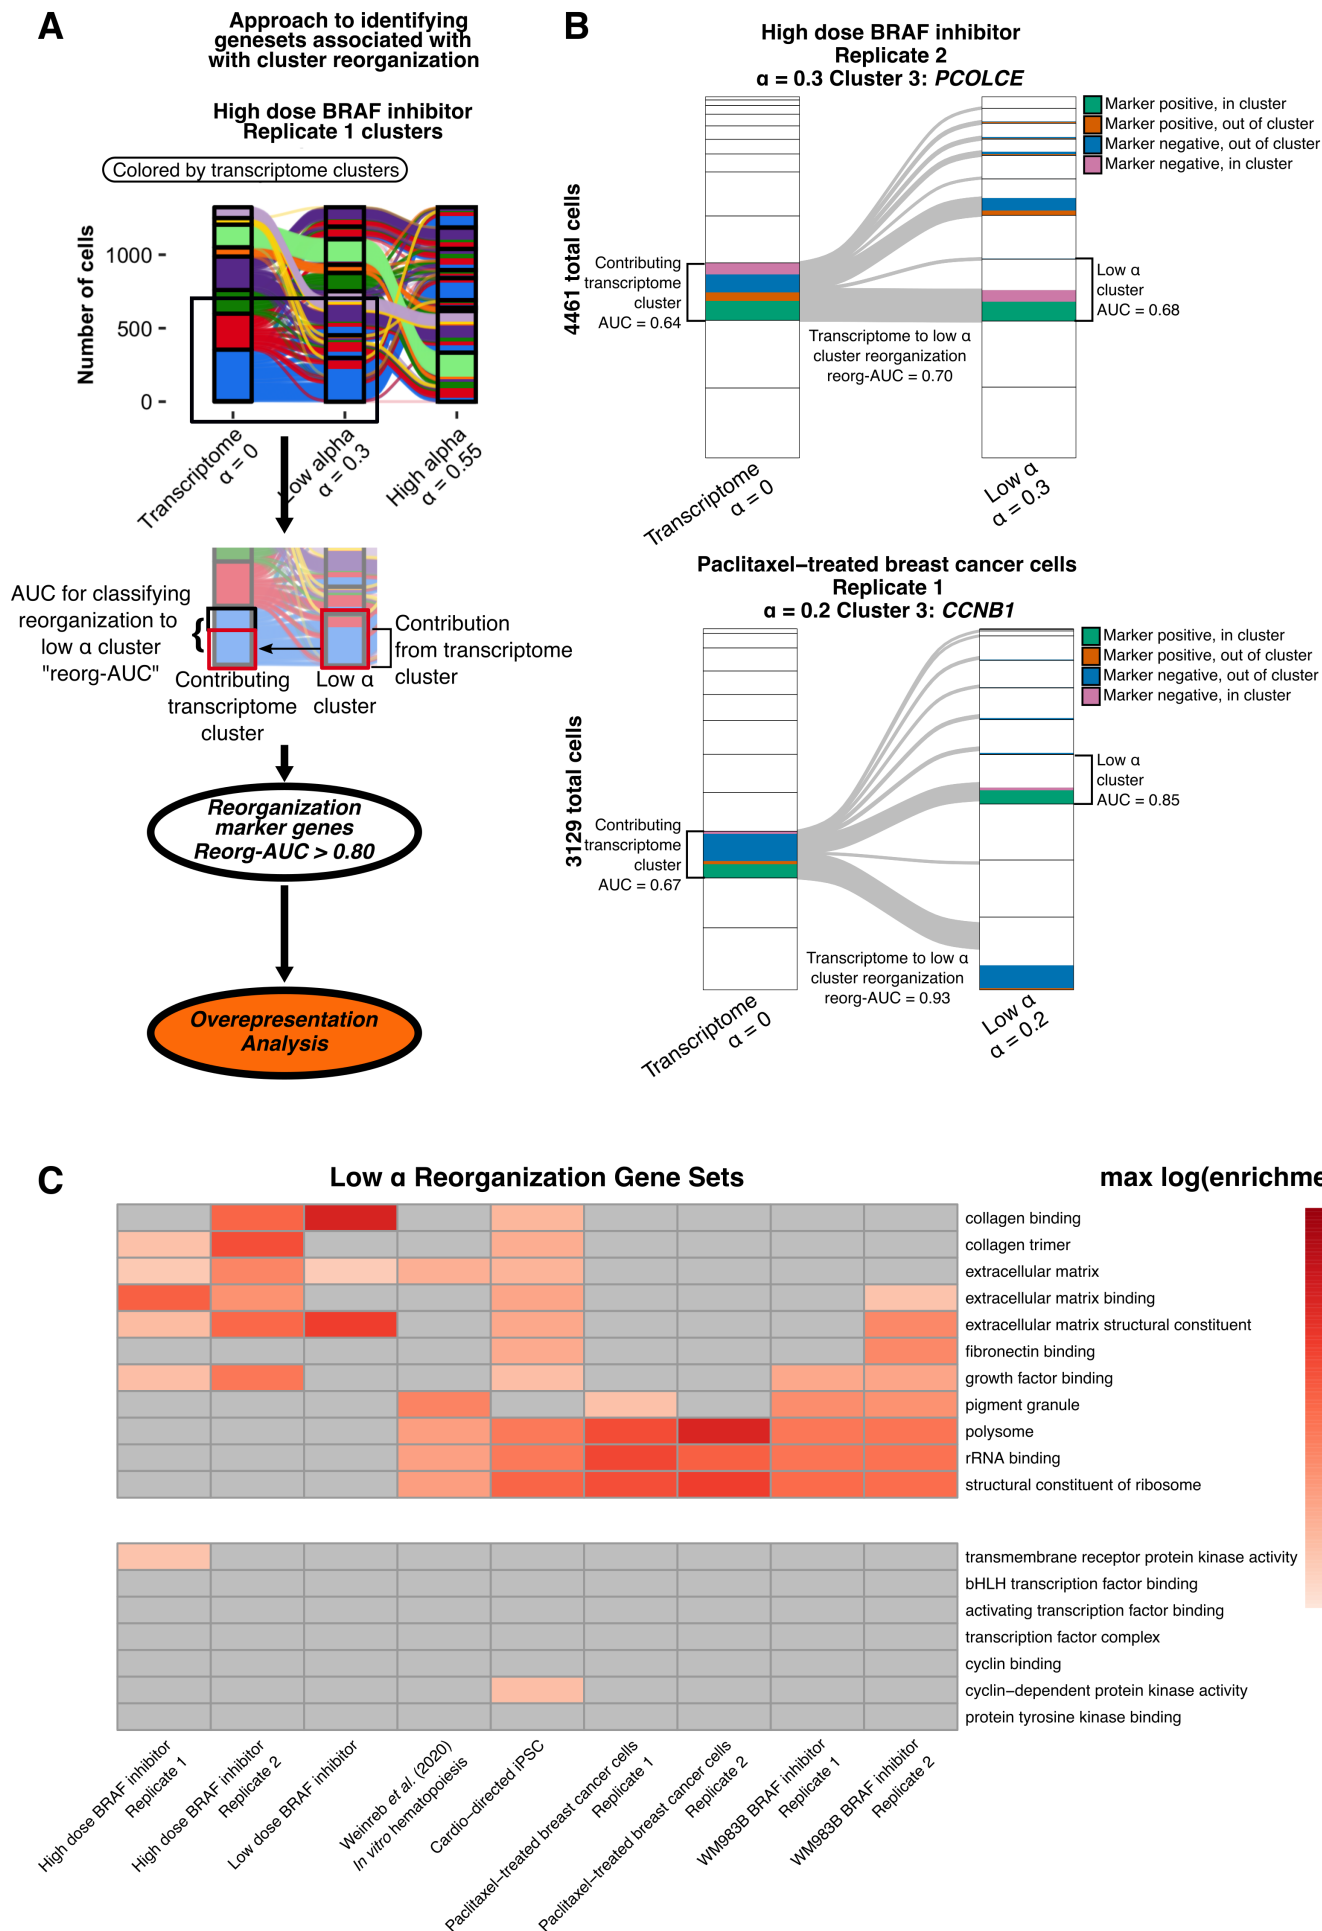 A
Approach to identifying
genesets associated with
with cluster reorganization
High dose BRAF inhibitor
Replicate 1 clusters
Colored by transcriptome clusters
Number of cells
1000
500
0
Transcriptome
α = 0
Low alpha
α = 0.3
High alpha
α = 0.55
AUC for classifying
reorganization to
low α cluster
"reorg-AUC"
{
Contribution
from transcriptome
cluster
Contributing
transcriptome
cluster
Low α
cluster
Reorganization
marker genes
Reorg-AUC > 0.80
Overepresentation
Analysis
B
High dose BRAF inhibitor
Replicate 2
α = 0.3 Cluster 3: PCOLCE
Marker positive, in cluster
Marker positive, out of cluster
Marker negative, out of cluster
Marker negative, in cluster
4461 total cells
Contributing
transcriptome
cluster
AUC = 0.64
Low α
cluster
AUC = 0.68
Transcriptome to low α
cluster reorganization
reorg-AUC = 0.70
Transcriptome
α = 0
Low α
α = 0.3
Paclitaxel−treated breast cancer cells
Replicate 1
α = 0.2 Cluster 3: CCNB1
Marker positive, in cluster
Marker positive, out of cluster
Marker negative, out of cluster
Marker negative, in cluster
3129 total cells
Contributing
transcriptome
cluster
AUC = 0.67
Low α
cluster
AUC = 0.85
Transcriptome to low α
cluster reorganization
reorg-AUC = 0.93
Transcriptome
α = 0
Low α
α = 0.2
C
Low α Reorganization Gene Sets
max log(enrichme
collagen binding
collagen trimer
extracellular matrix
extracellular matrix binding
extracellular matrix structural constituent
fibronectin binding
growth factor binding
pigment granule
polysome
rRNA binding
structural constituent of ribosome
transmembrane receptor protein kinase activity
bHLH transcription factor binding
activating transcription factor binding
transcription factor complex
cyclin binding
cyclin−dependent protein kinase activity
protein tyrosine kinase binding
High dose BRAF inhibitor
Replicate 1
High dose BRAF inhibitor
Replicate 2
Low dose BRAF inhibitor
Weinreb et al. (2020)
In vitro hematopoiesis
Cardio−directed iPSC
Paclitaxel−treated breast cancer cells
Replicate 1
Paclitaxel−treated breast cancer cells
Replicate 2
WM983B BRAF inhibitor
Replicate 1
WM983B BRAF inhibitor
Replicate 2